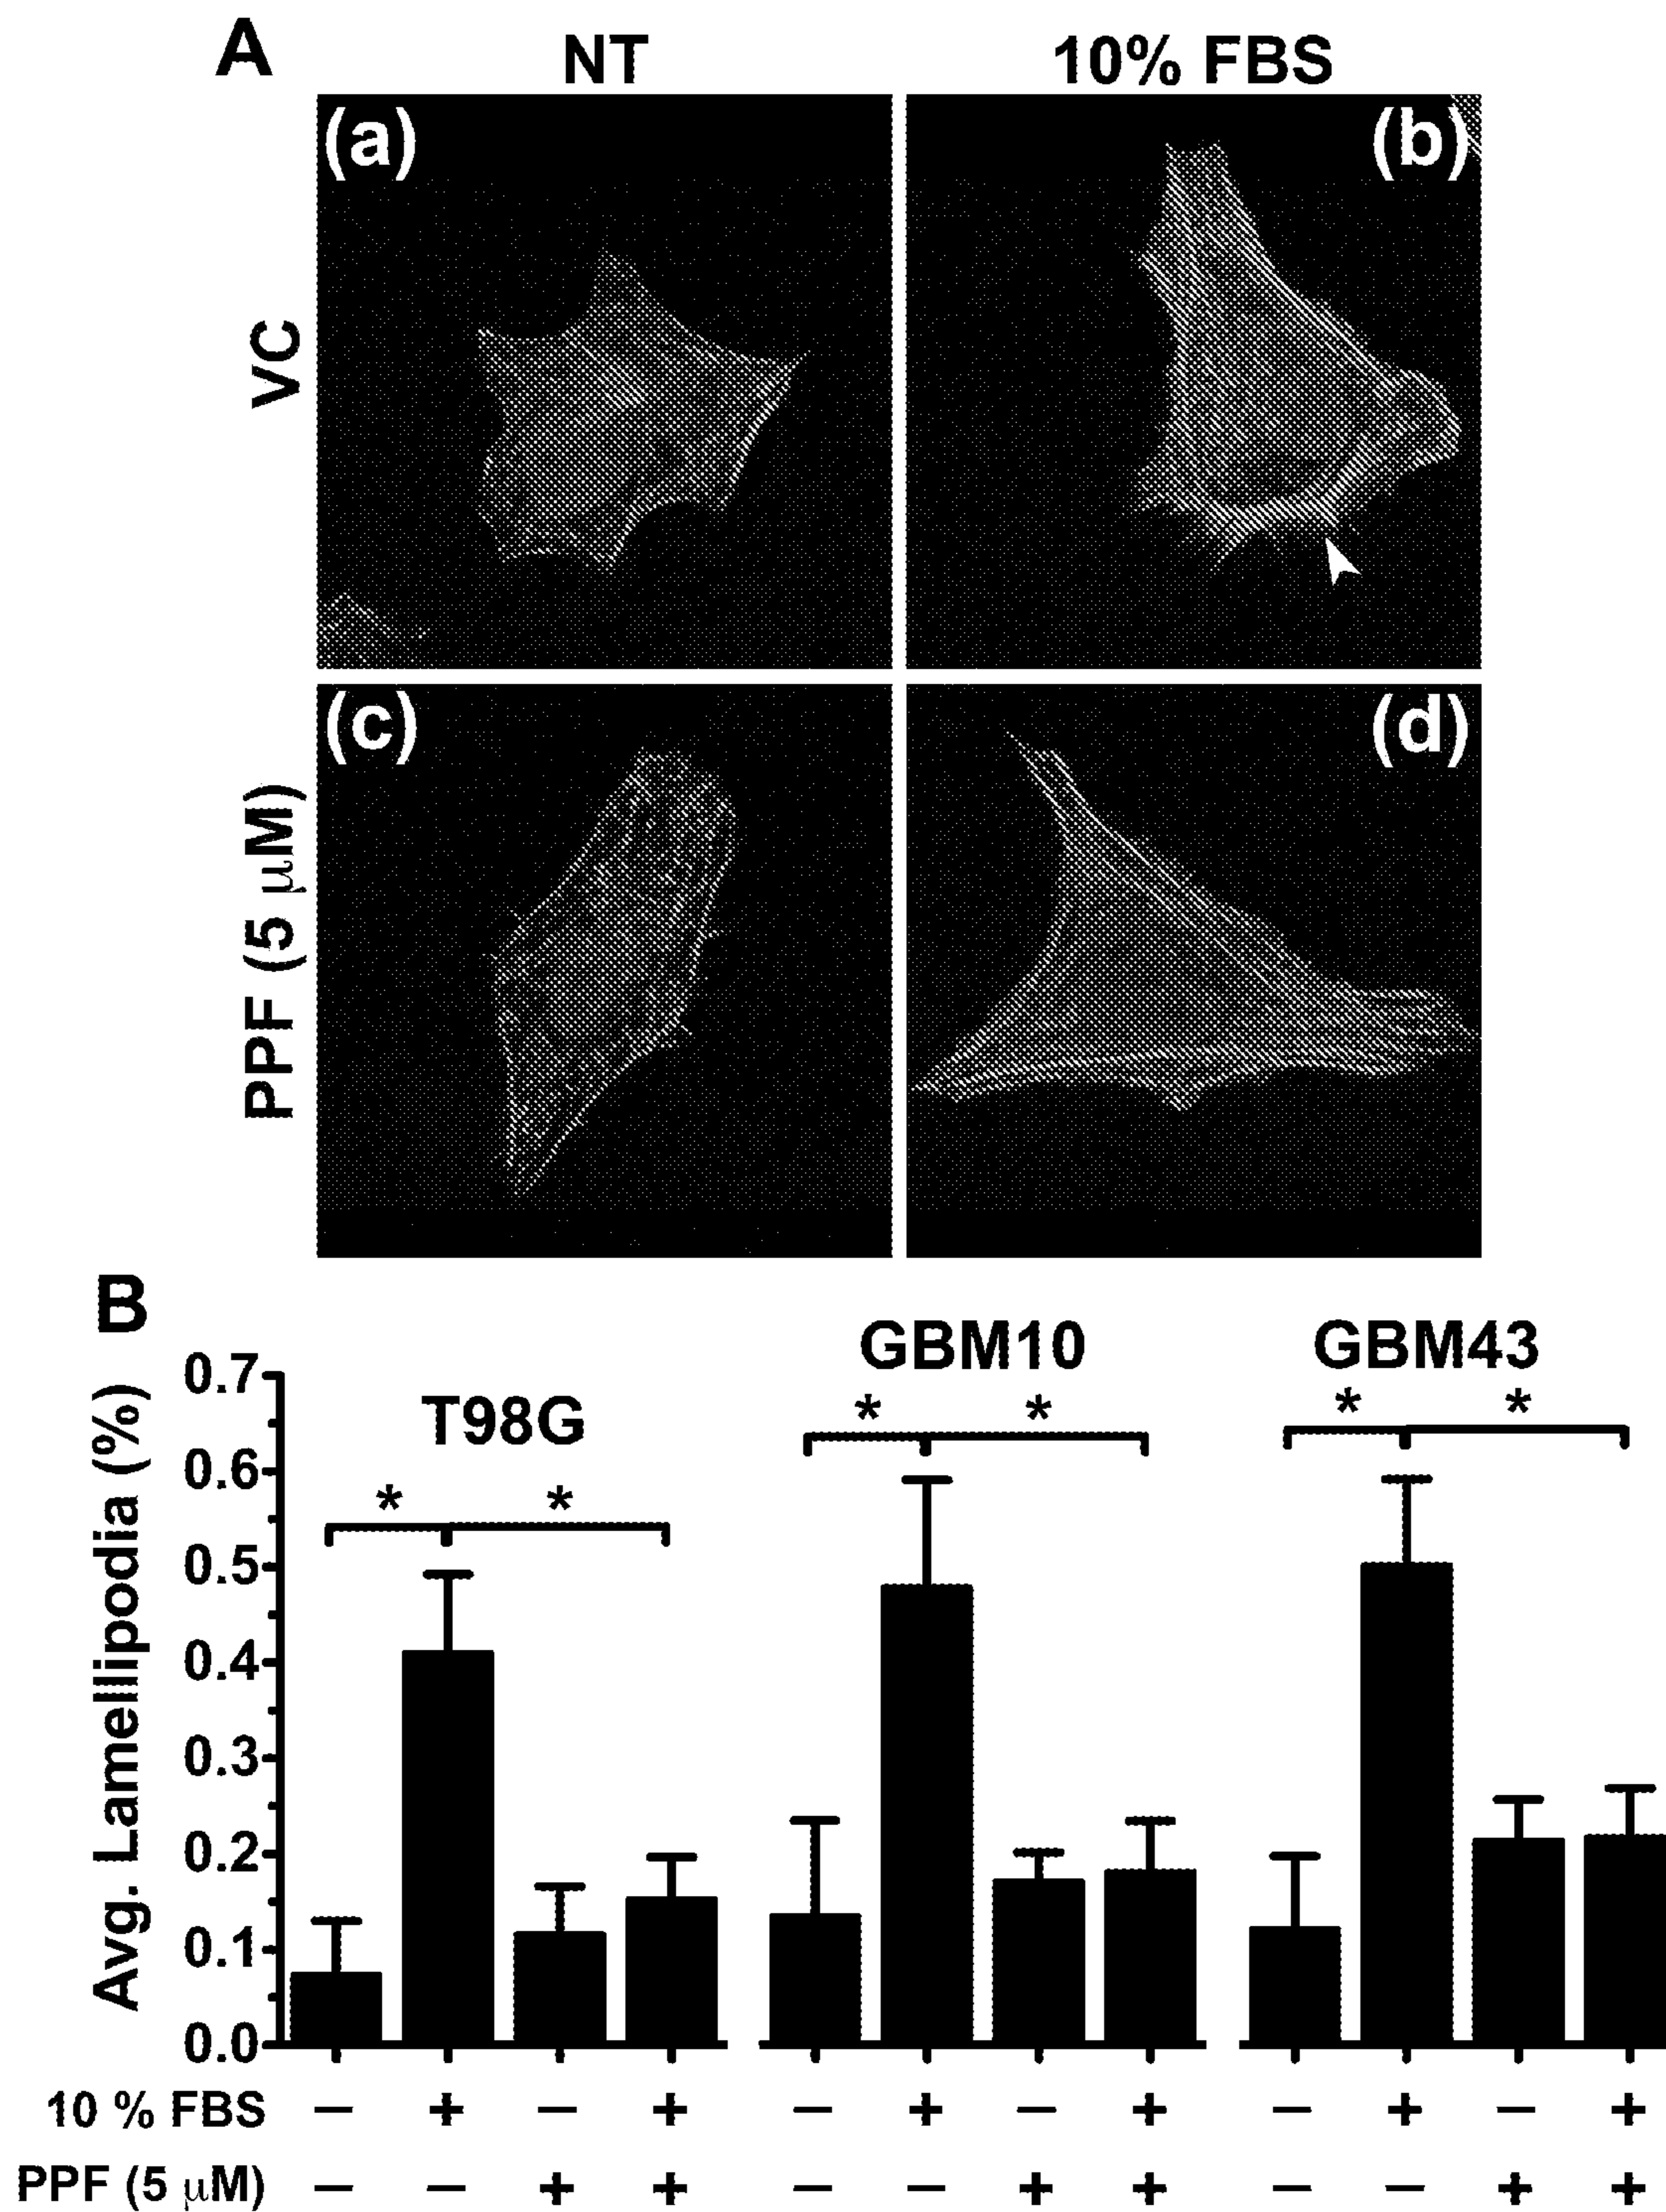 A
NT
10% FBS
VC
(a)
(b)
PPF (5 μM)
(c)
(d)
B
Avg. Lamellipodia (%)
0.7
0.6
0.5
0.4
0.3
0.2
0.1
0.0
T98G
* *
GBM10
* *
GBM43
* *
10 % FBS − + − + − + − + − + − +
PPF (5 μM) − − + + − − + + − − + +